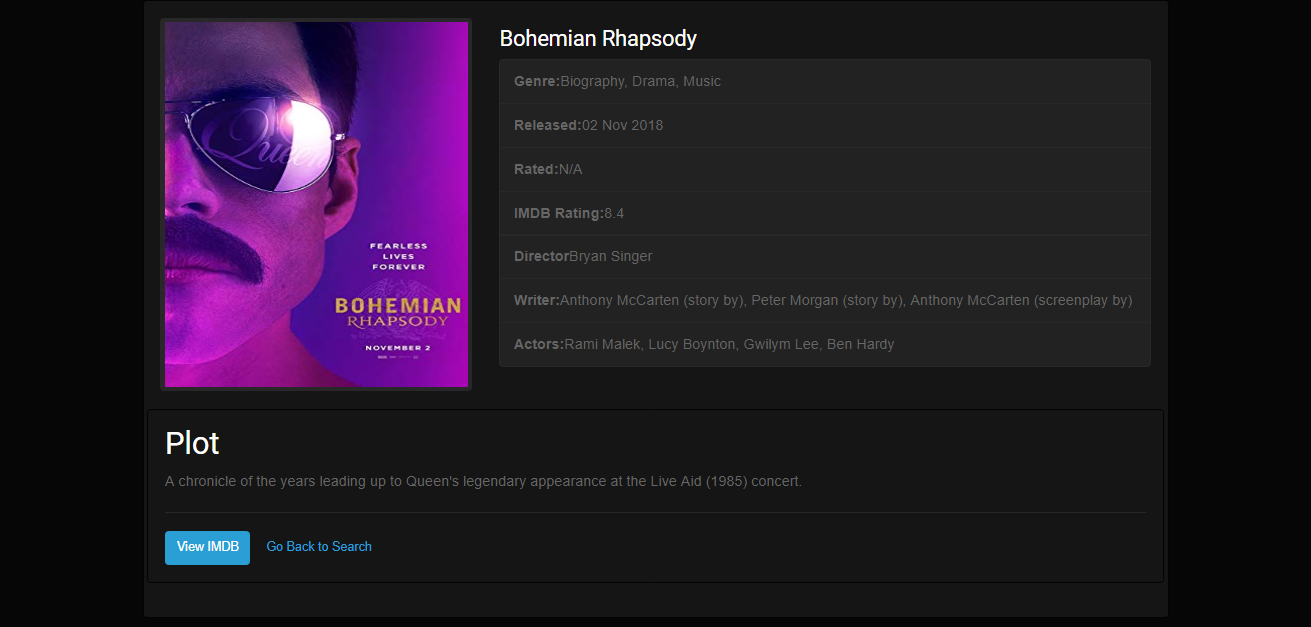 Queen
FEARLESS
LIVES
FOREVER
BOHEMIAN
RHAPSODY
NOVEMBER 2
Bohemian Rhapsody
Genre:Biography, Drama, Music
Released:02 Nov 2018
Rated:N/A
IMDB Rating:8.4
DirectorBryan Singer
Writer:Anthony McCarten (story by), Peter Morgan (story by), Anthony McCarten (screenplay by)
Actors:Rami Malek, Lucy Boynton, Gwilym Lee, Ben Hardy
Plot
A chronicle of the years leading up to Queen's legendary appearance at the Live Aid (1985) concert.
View IMDB Go Back to Search